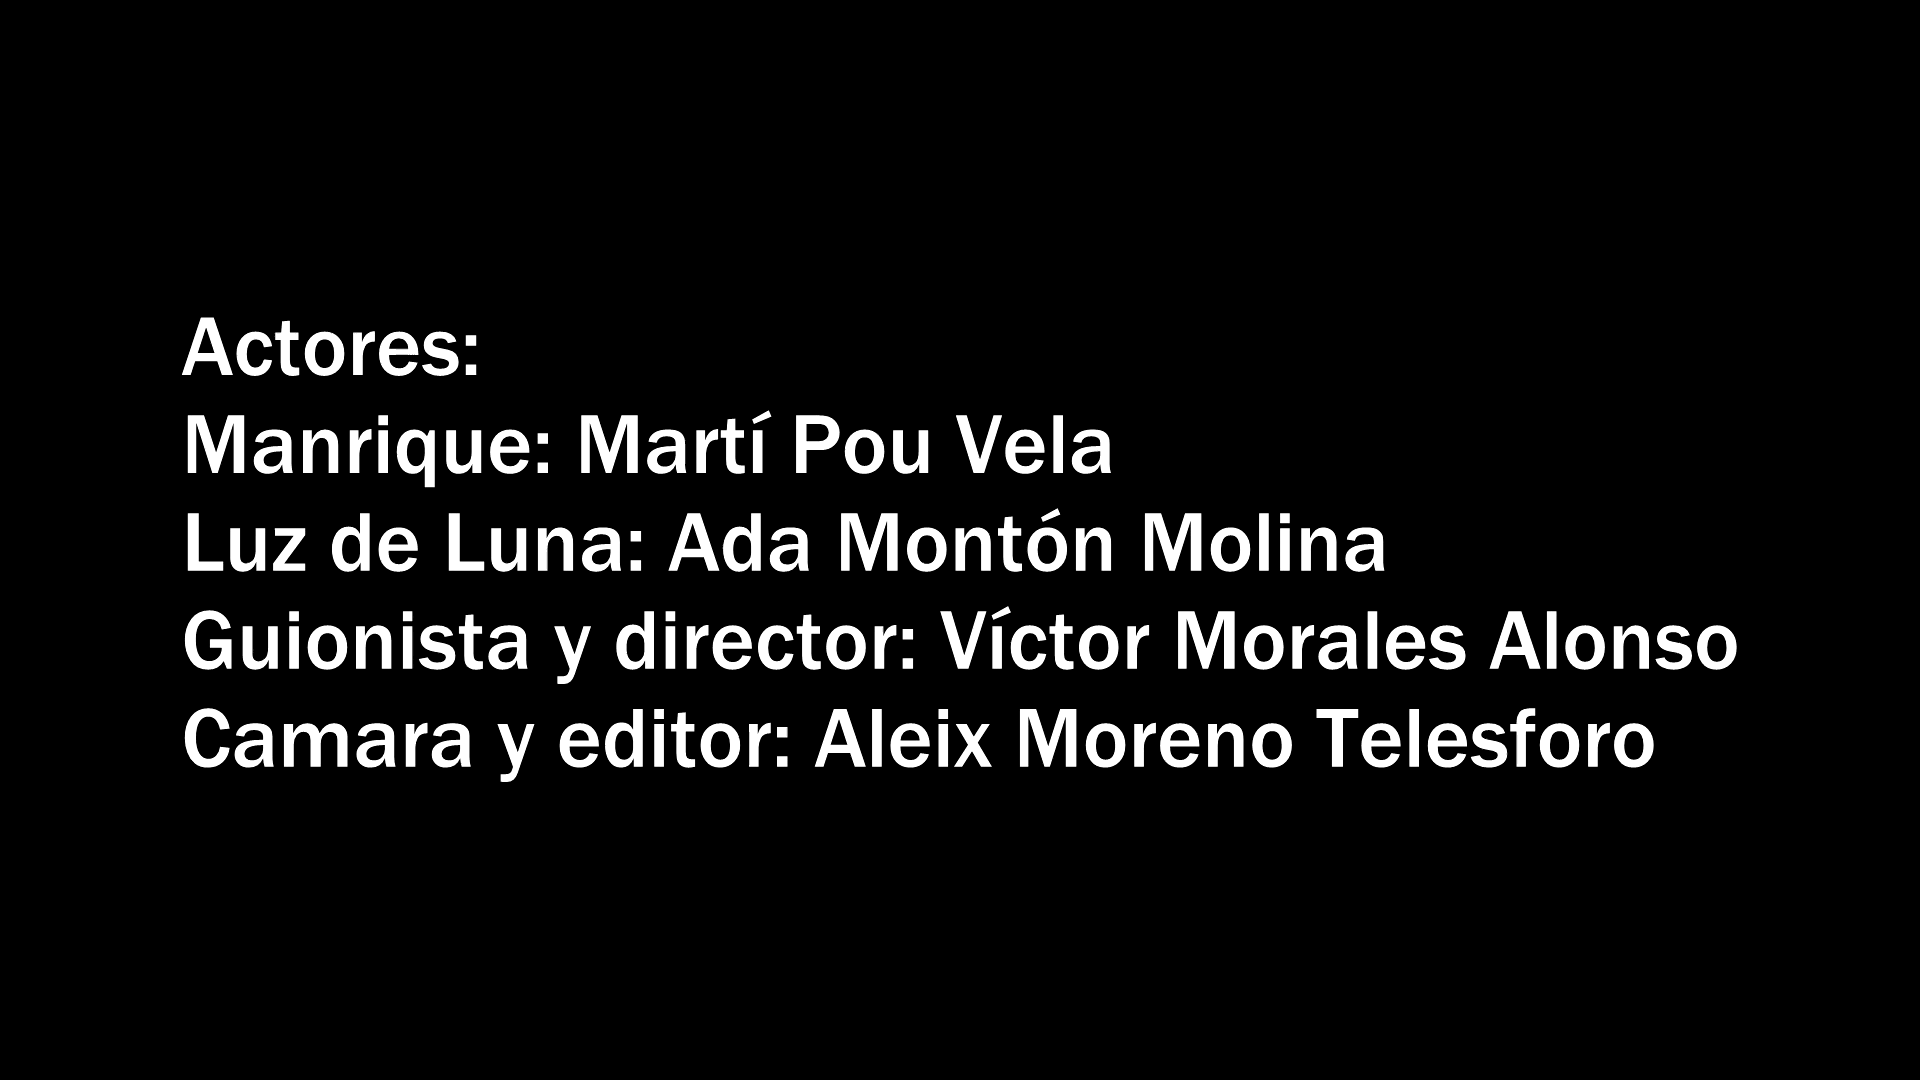 Actores:
Manrique: Martí Pou Vela
Luz de Luna: Ada Montón Molina
Guionista y director: Víctor Morales Alonso
Camara y editor: Aleix Moreno Telesforo